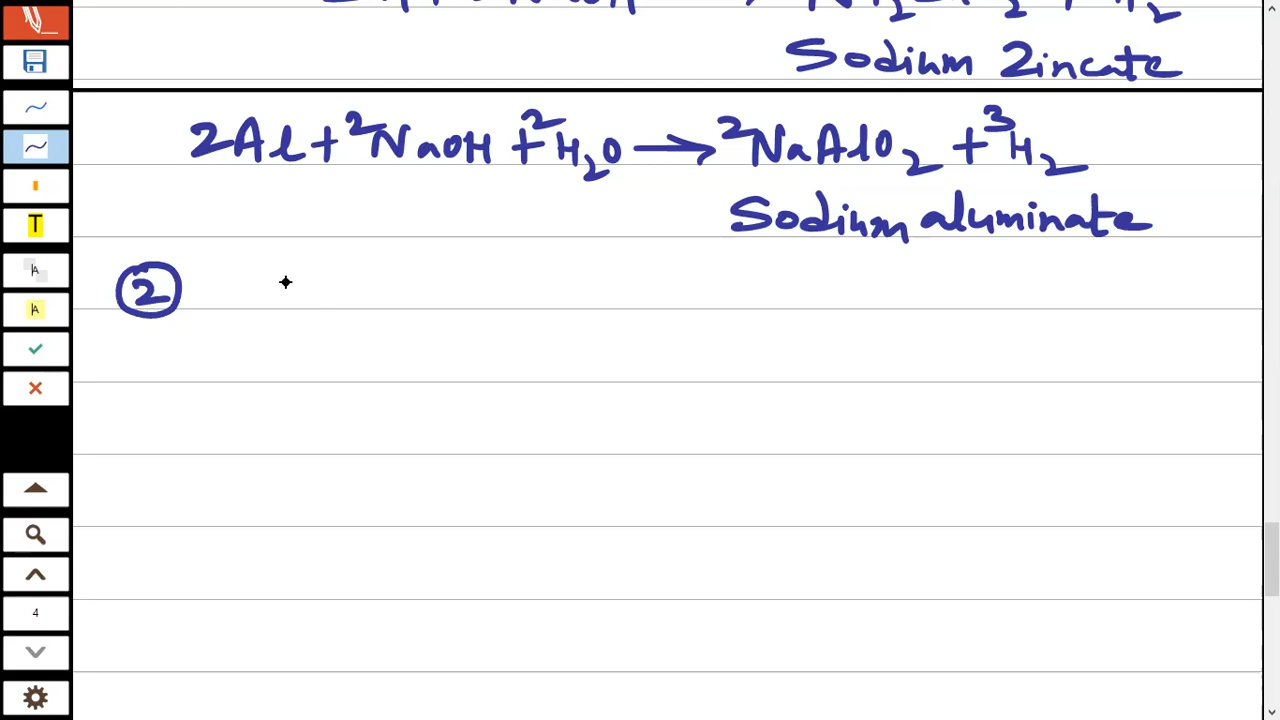 Sodium Zincate
2Al + 2NaOH + 2H₂O → 2NaAlO₂ + 3H₂
Sodium aluminate
2
T
A
A
4